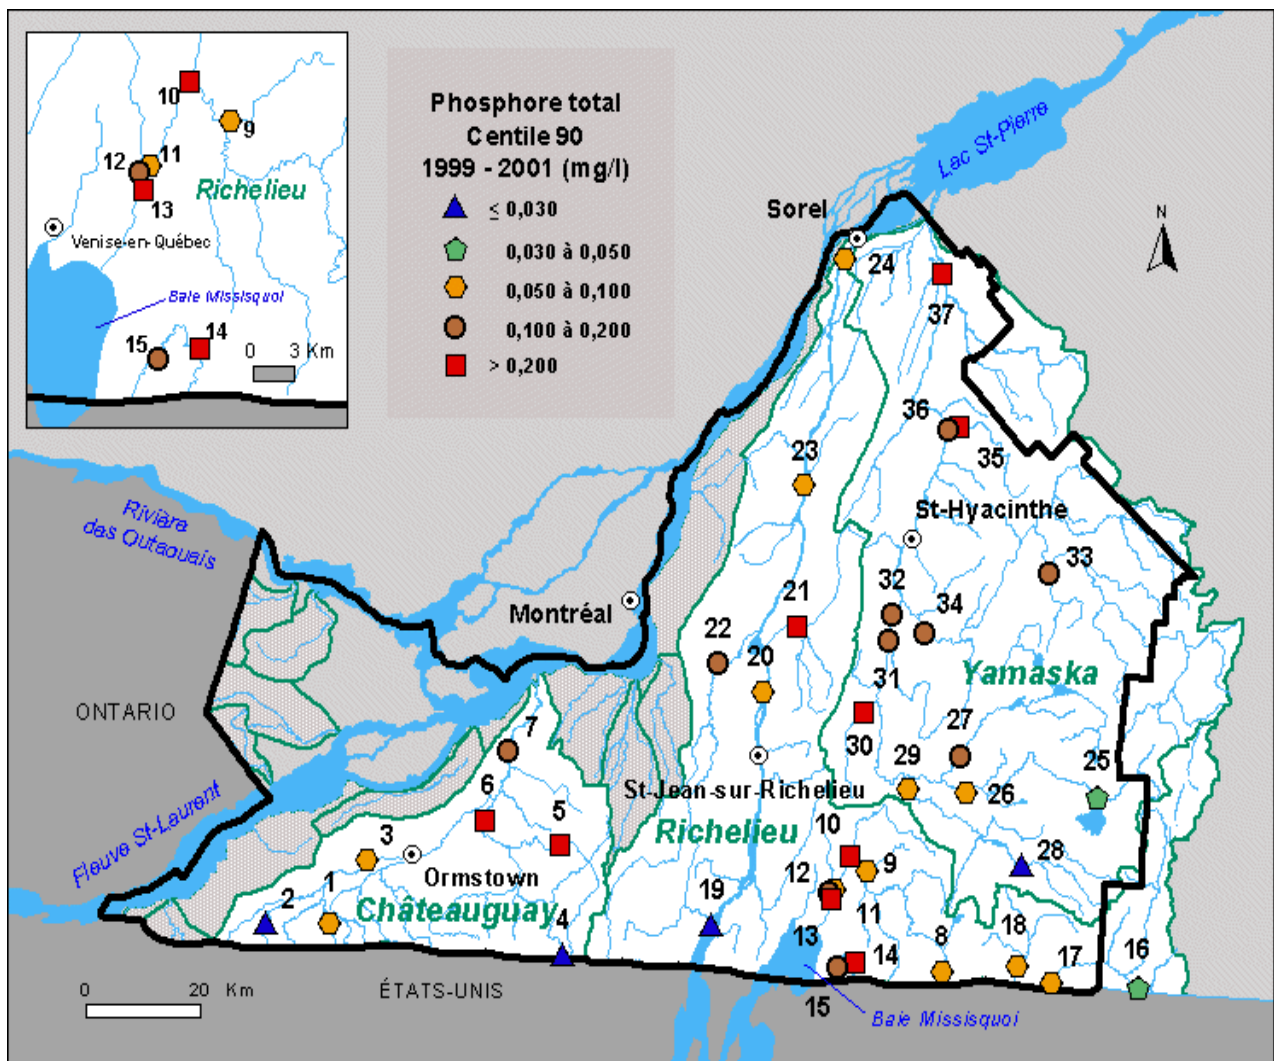 10
9
12
11
Richelieu
13
Venise-en-Québec
Baie Missisquoi
15
14
0
3 Km
Phosphore total
Centile 90
1999 - 2001 (mg/l)
≤ 0,030
0,030 à 0,050
0,050 à 0,100
0,100 à 0,200
> 0,200
Lac St-Pierre
N
Sorel
24
37
36
35
23
St-Hyacinthe
33
32
34
31
Yamaska
Rivière
das Outaouais
Montréal
21
22
20
30
27
29
26
25
28
ONTARIO
7
6
5
St-Jean-sur-Richelieu
Richelieu
Fleuve St-Laurent
3
Ormstown
Châteauguay
2
1
4
19
10
9
12
11
13
14
15
8
18
17
16
Baie Missisquoi
0
20
Km
ÉTATS-UNIS